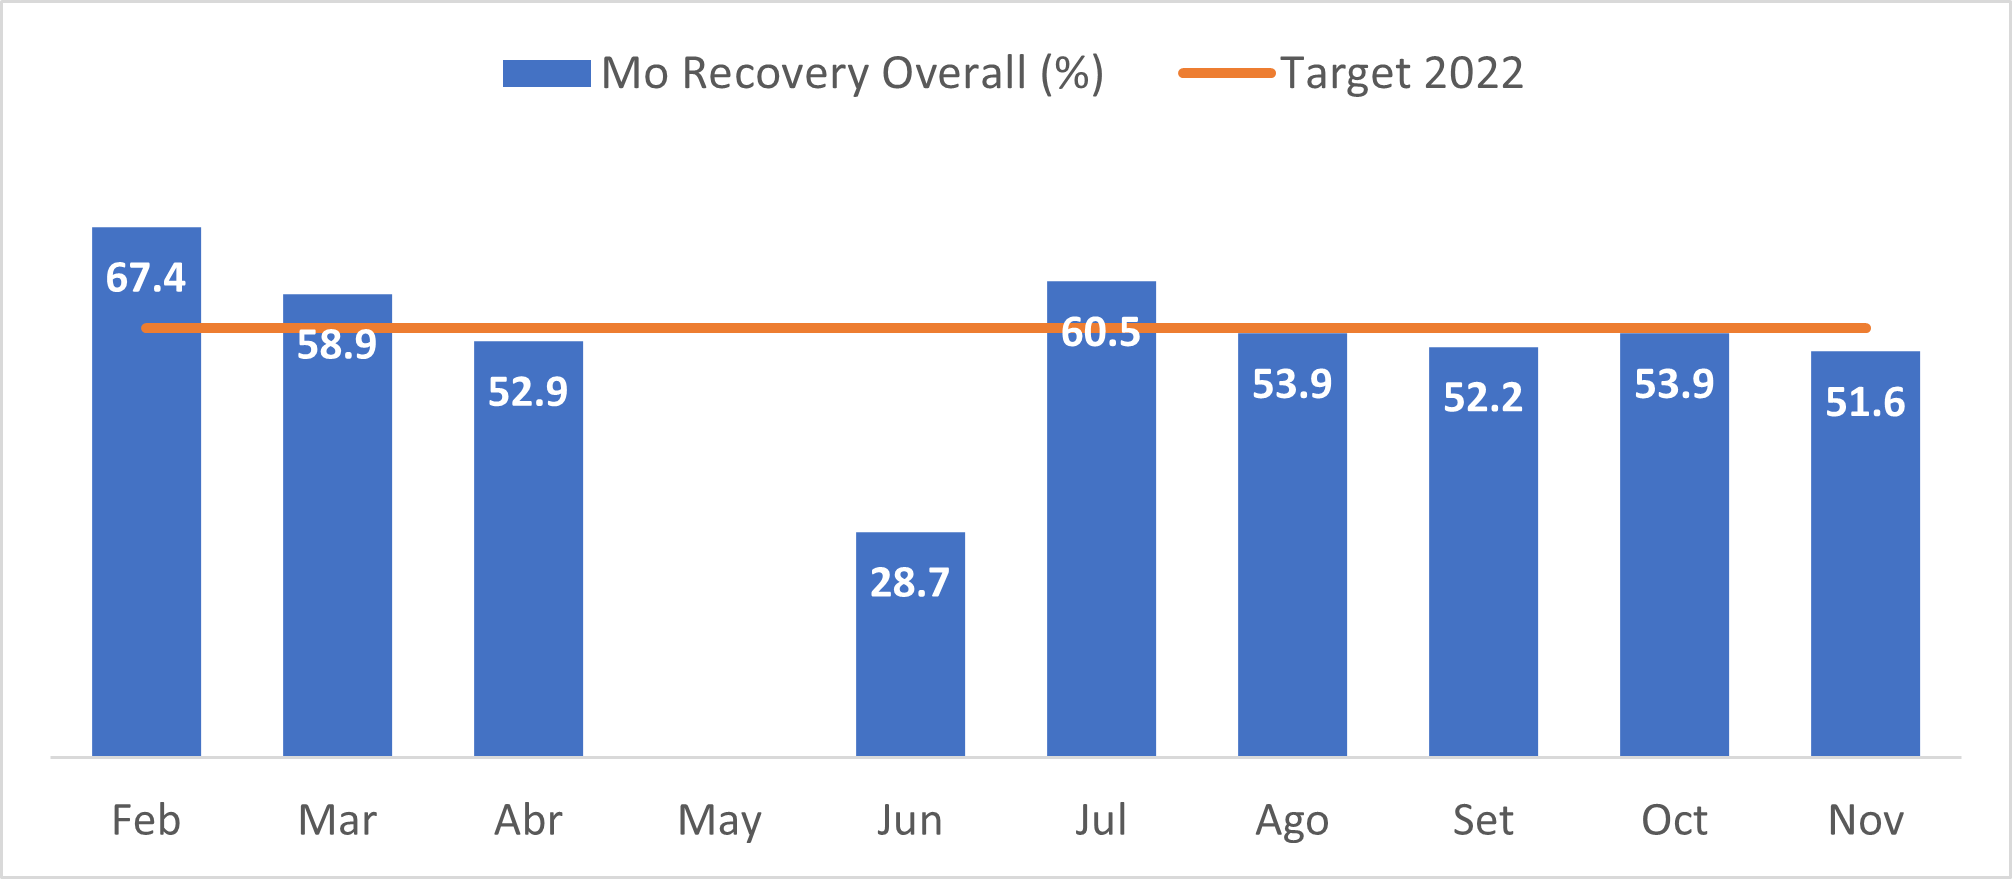 Mo Recovery Overall (%) Target 2022
67.4 58.9 52.9 28.7 60.5 53.9 52.2 53.9 51.6
Feb Mar Abr May Jun Jul Ago Set Oct Nov